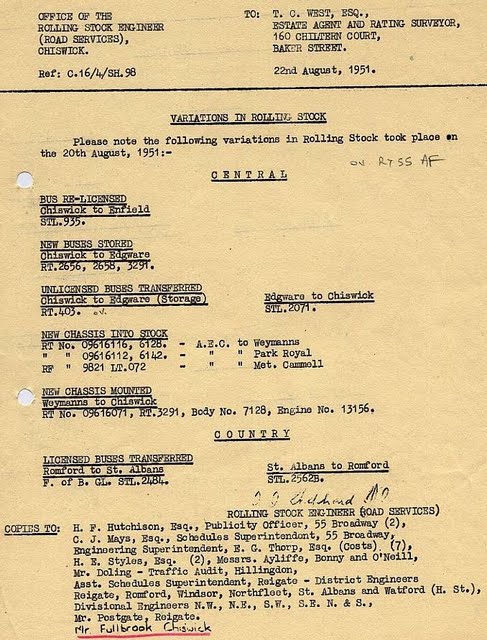 OFFICE OF THE
ROLLING STOCK ENGINEER
(ROAD SERVICES),
CHISWICK.
Ref: C.16/4/SH.98
TO: T. C. WEST, ESQ.,
ESTATE AGENT AND RATING SURVEYOR,
160 CHILTERN COURT,
BAKER STREET.
22nd August, 1951.
VARIATIONS IN ROLLING STOCK
Please note the following variations in Rolling Stock took place on
the 20th August, 1951:-
ov RT 55 AF
CENTRAL
BUS RE-LICENSED
Chiswick to Enfield
STL.935.
NEW BUSES STORED
Chiswick to Edgware
RT.2656, 2658, 3291.
UNLICENSED BUSES TRANSFERRED
Chiswick to Edgware (Storage) Edgware to Chiswick
RT.403. ov. STL.2071.
NEW CHASSIS INTO STOCK
RT No. 09616116, 6128. - A.E.C. to Weymanns
" " 09616112, 6142. - " " Park Royal
RF " 9821 LT.072 - " " Met. Cammell
NEW CHASSIS MOUNTED
Weymanns to Chiswick
RT No. 09616071, RT.3291, Body No. 7128, Engine No. 13156.
COUNTRY
LICENSED BUSES TRANSFERRED
Romford to St. Albans St. Albans to Romford
F. of B. GL. STL.2484. STL.2562B.
ROLLING STOCK ENGINEER (ROAD SERVICES)
COPIES TO: H. F. Hutchison, Esq., Publicity Officer, 55 Broadway (2),
C. J. Mays, Esq., Schedules Superintendent, 55 Broadway,
Engineering Superintendent, E. G. Thorp, Esq. (Costs) (7),
H. E. Styles, Esq. (2), Messrs. Ayliffe, Bonny and O'Neill,
Mr. Doling - Traffic Audit, Hillingdon,
Asst. Schedules Superintendent, Reigate - District Engineers
Reigate, Romford, Windsor, Northfleet, St. Albans and Watford (H. St.),
Divisional Engineers N.W., N.E., S.W., S.E. N. & S.,
Mr. Postgate, Reigate.
Mr Fullbrook Chiswick